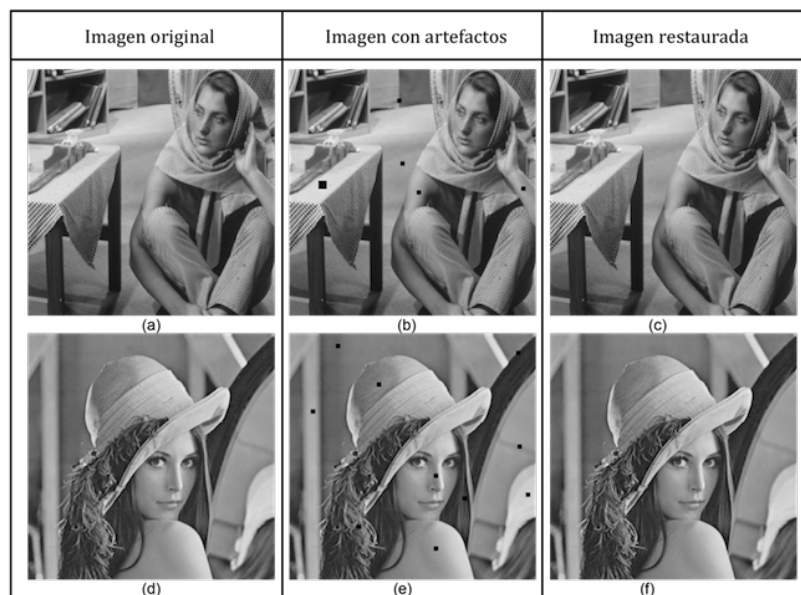 Imagen original
Imagen con artefactos
Imagen restaurada
(a)
(b)
(c)
(d)
(e)
(f)